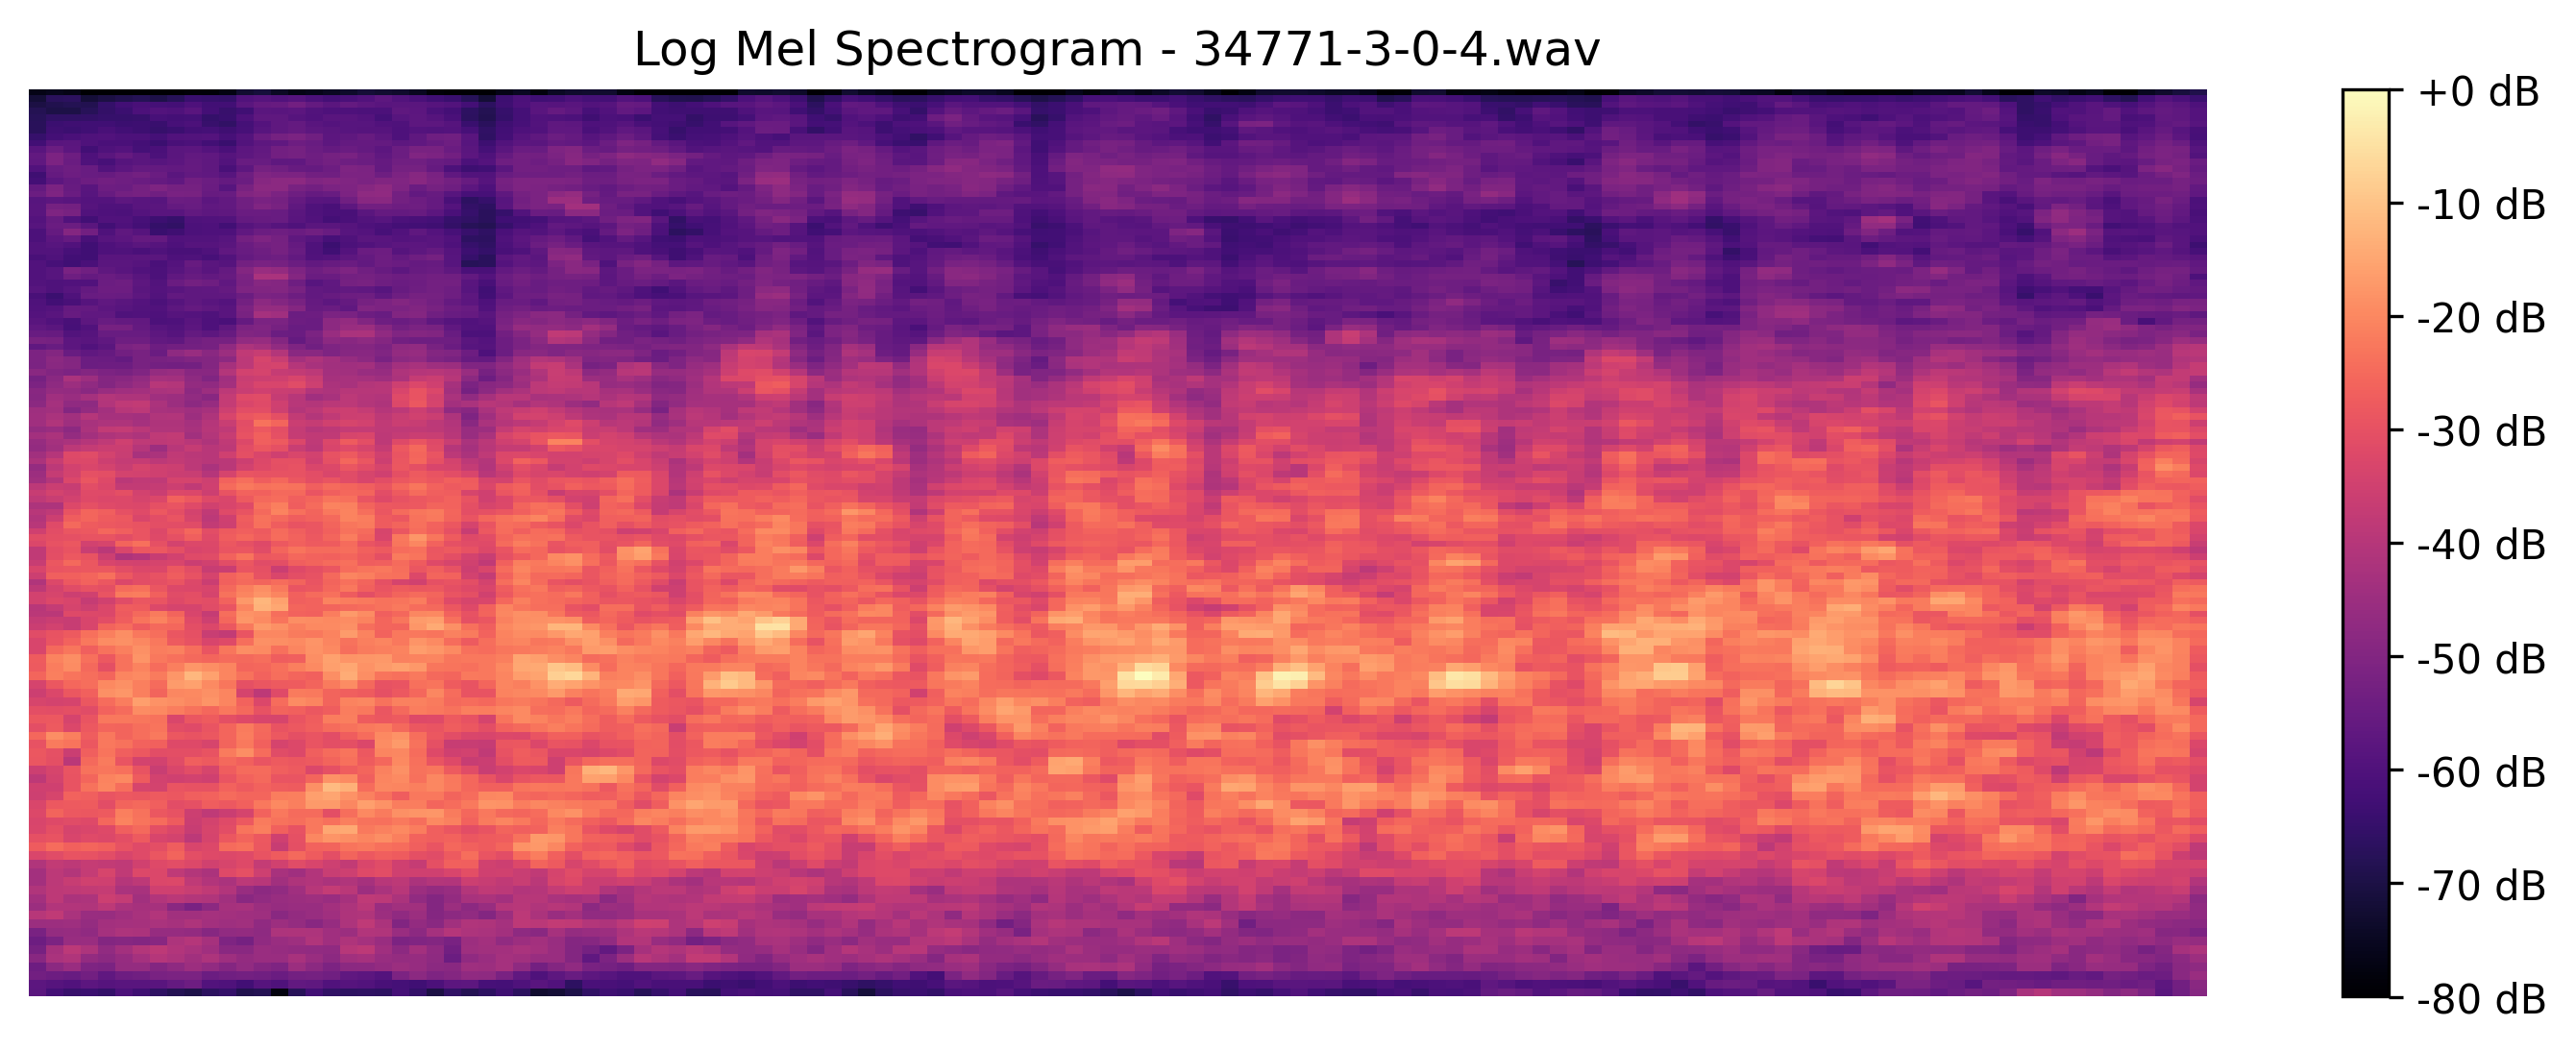 Log Mel Spectrogram - 34771-3-0-4.wav
+0 dB
-10 dB
-20 dB
-30 dB
-40 dB
-50 dB
-60 dB
-70 dB
-80 dB